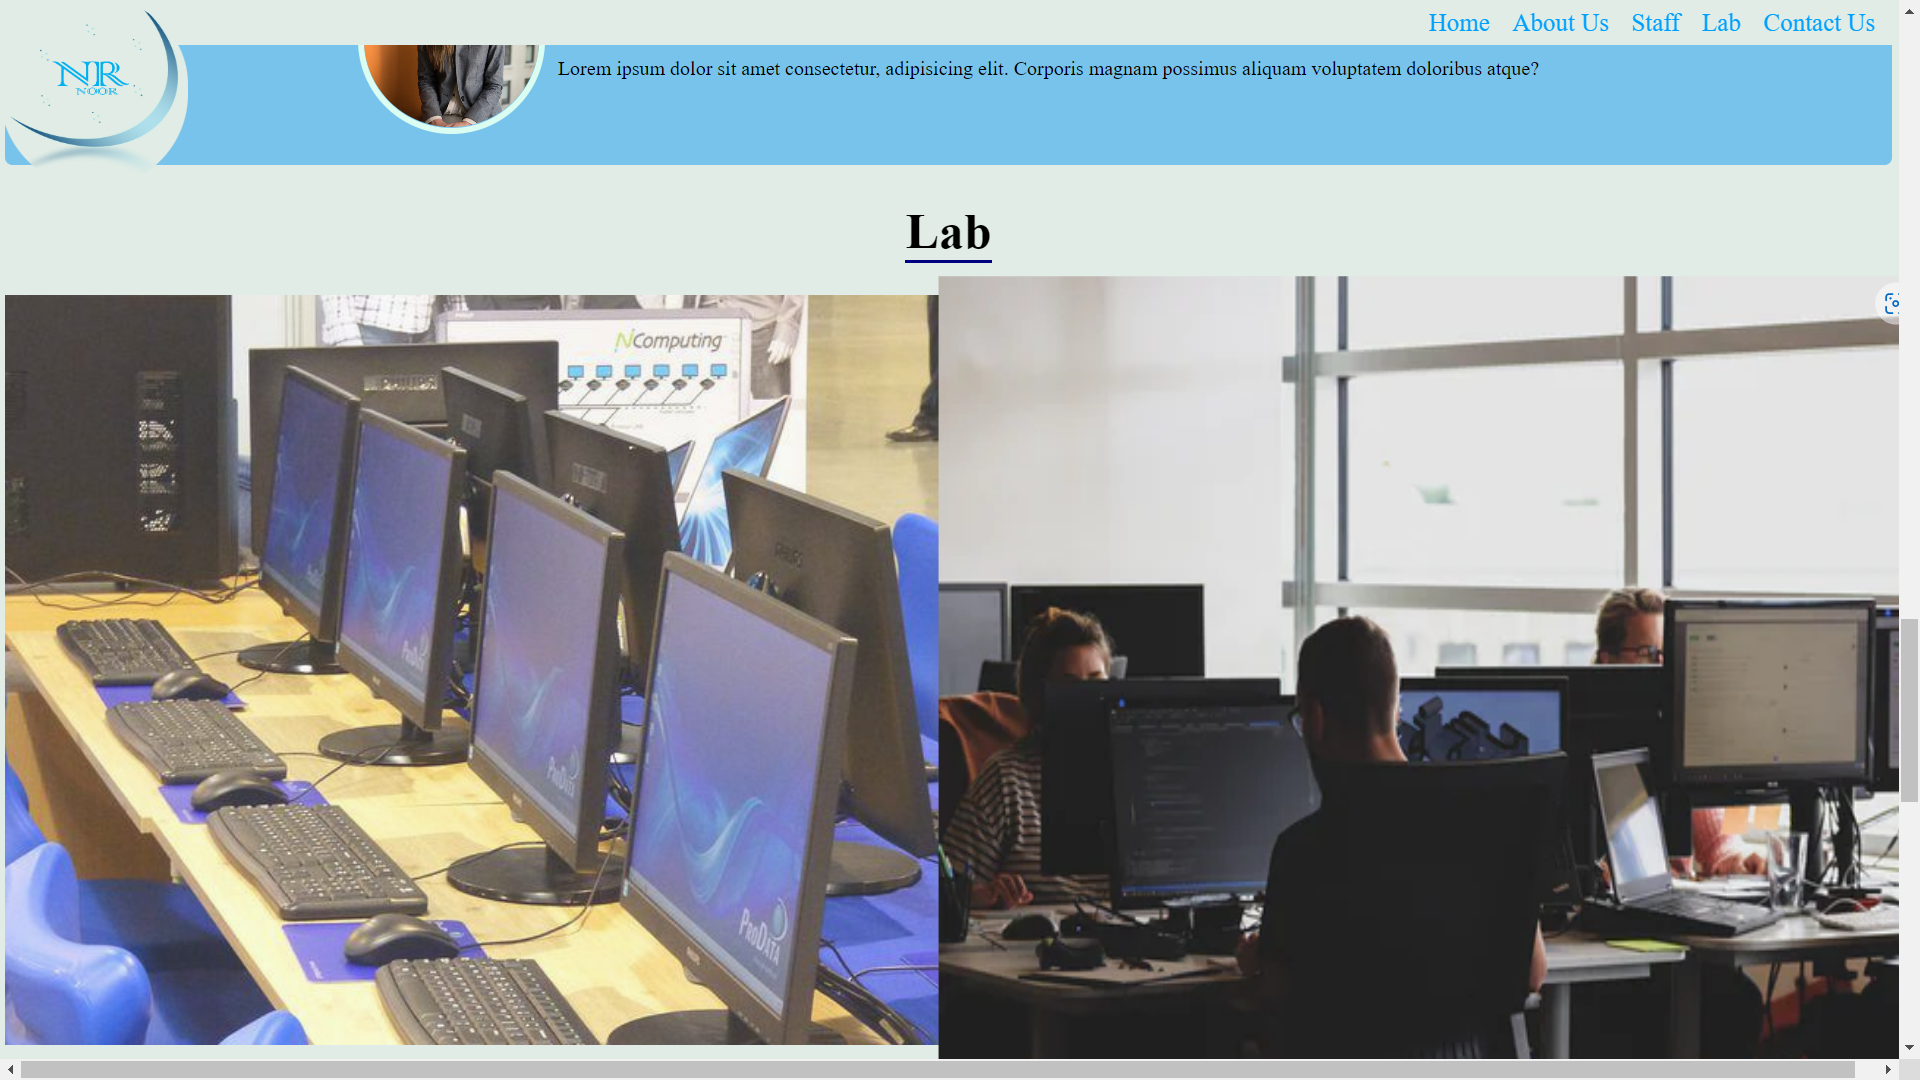 Home About Us Staff Lab Contact Us
NR
NOOR
Lorem ipsum dolor sit amet consectetur, adipisicing elit. Corporis magnam possimus aliquam voluptatem doloribus atque?
Lab
NComputing
PHILIPS
PRODATA
PRODATA
PRODATA